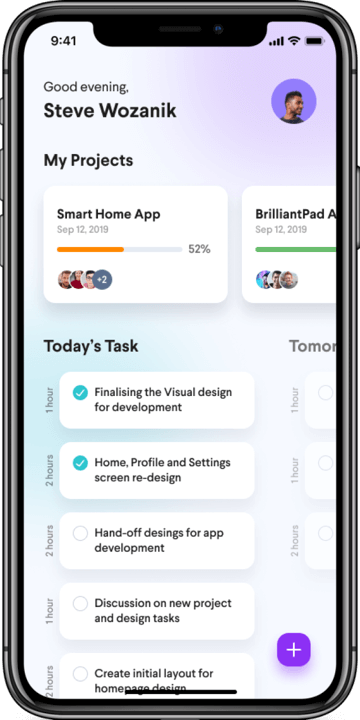 9:41
Good evening,
Steve Wozanik
My Projects
Smart Home App
Sep 12, 2019
52%
+2
BrilliantPad A
Sep 12, 2019
Today's Task
Tomor
1 hour
Finalising the Visual design
for development
1 hour
2 hours
Home, Profile and Settings
screen re-design
1 hour
2 hours
Hand-off desings for app
development
2 hours
1 hour
Discussion on new project
and design tasks
2 hours
Create initial layout for
homepage design